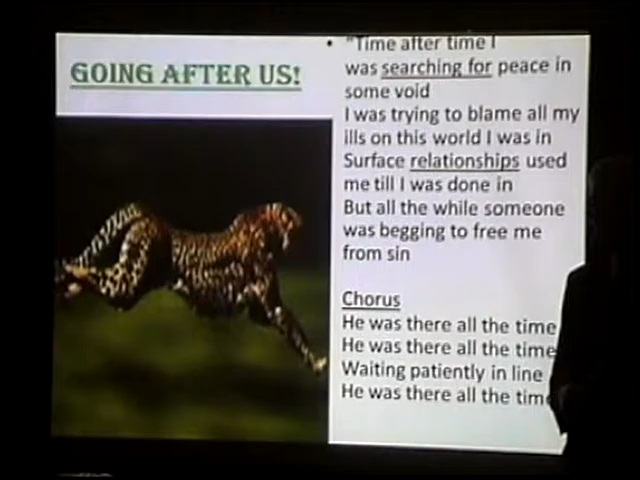 GOING AFTER US!
• "Time after time I
was searching for peace in
some void
I was trying to blame all my
ills on this world I was in
Surface relationships used
me till I was done in
But all the while someone
was begging to free me
from sin
Chorus
He was there all the time
He was there all the time
Waiting patiently in line
He was there all the time